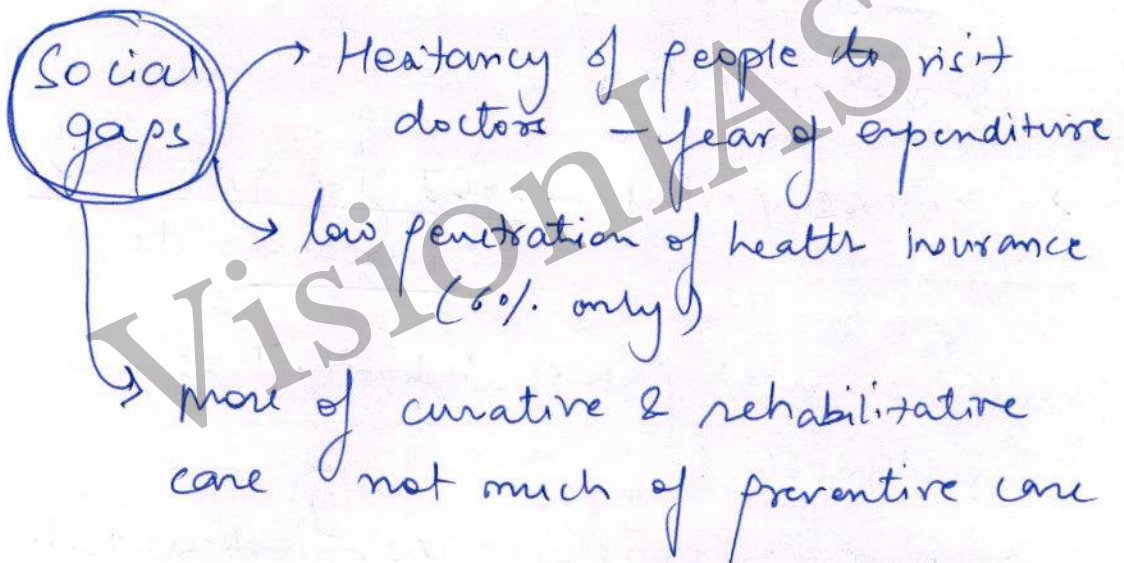 Social
gaps
Hesitancy of people to visit
doctors - fear of expenditure
low penetration of health insurance
(60%. only)
more of curative & rehabilitative
care not much of preventive care
VisionIAS